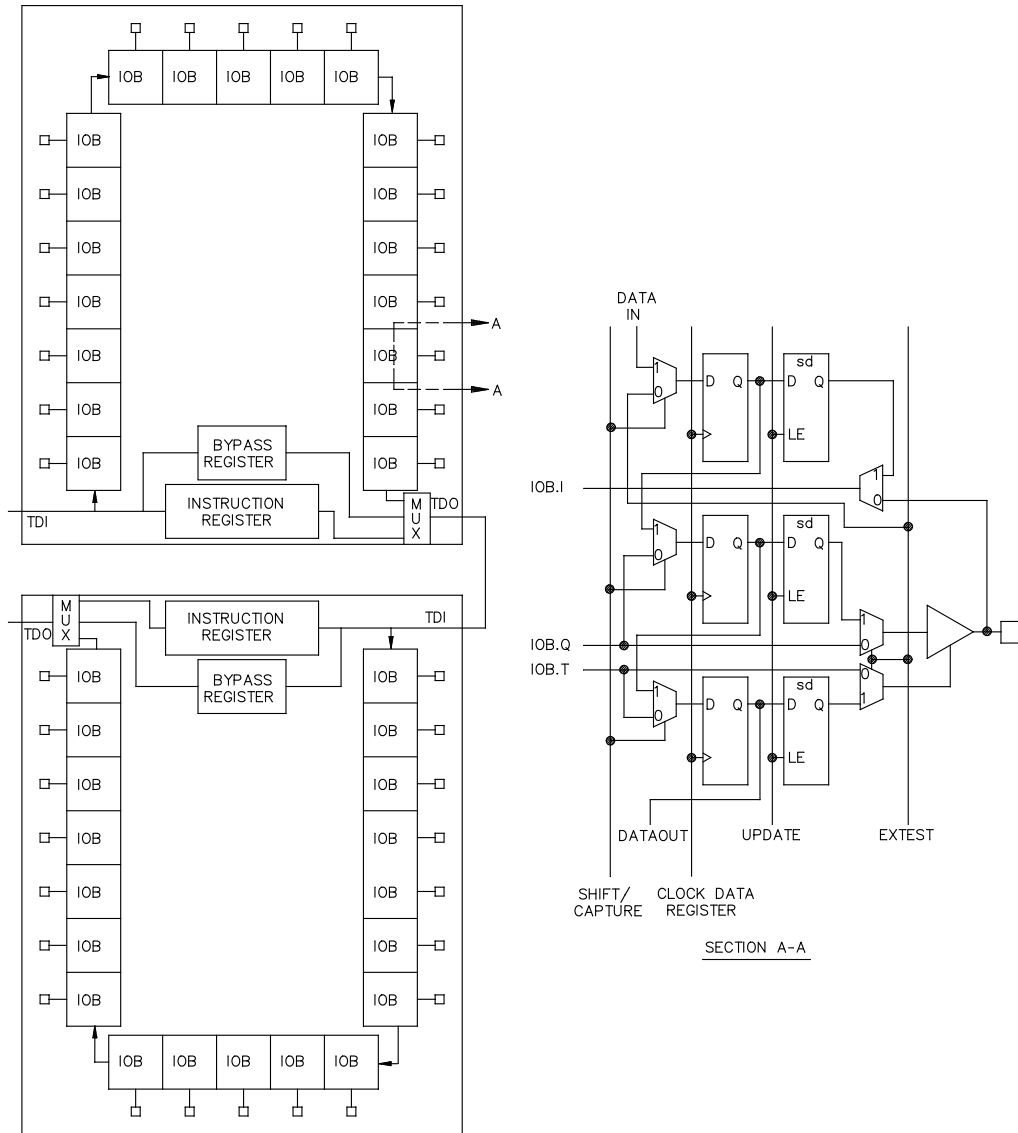 IOB IOB IOB IOB IOB
IOB IOB
IOB IOB
IOB IOB
IOB IOB
A
IOB IOB
A
IOB IOB
IOB IOB
BYPASS
REGISTER
INSTRUCTION
REGISTER
TDI
MUX
TDO
MUX
TDO
INSTRUCTION
REGISTER
TDI
BYPASS
REGISTER
IOB IOB
IOB IOB
IOB IOB
IOB IOB
IOB IOB
IOB IOB
IOB IOB
IOB IOB IOB IOB IOB
DATA
IN
1
0
D Q
sd
D Q
LE
IOB.I
1
0
1
0
D Q
sd
D Q
LE
1
0
IOB.Q
IOB.T
0
1
1
0
D Q
sd
D Q
LE
DATAOUT
UPDATE
EXTEST
SHIFT/
CAPTURE
CLOCK DATA
REGISTER
SECTION A-A